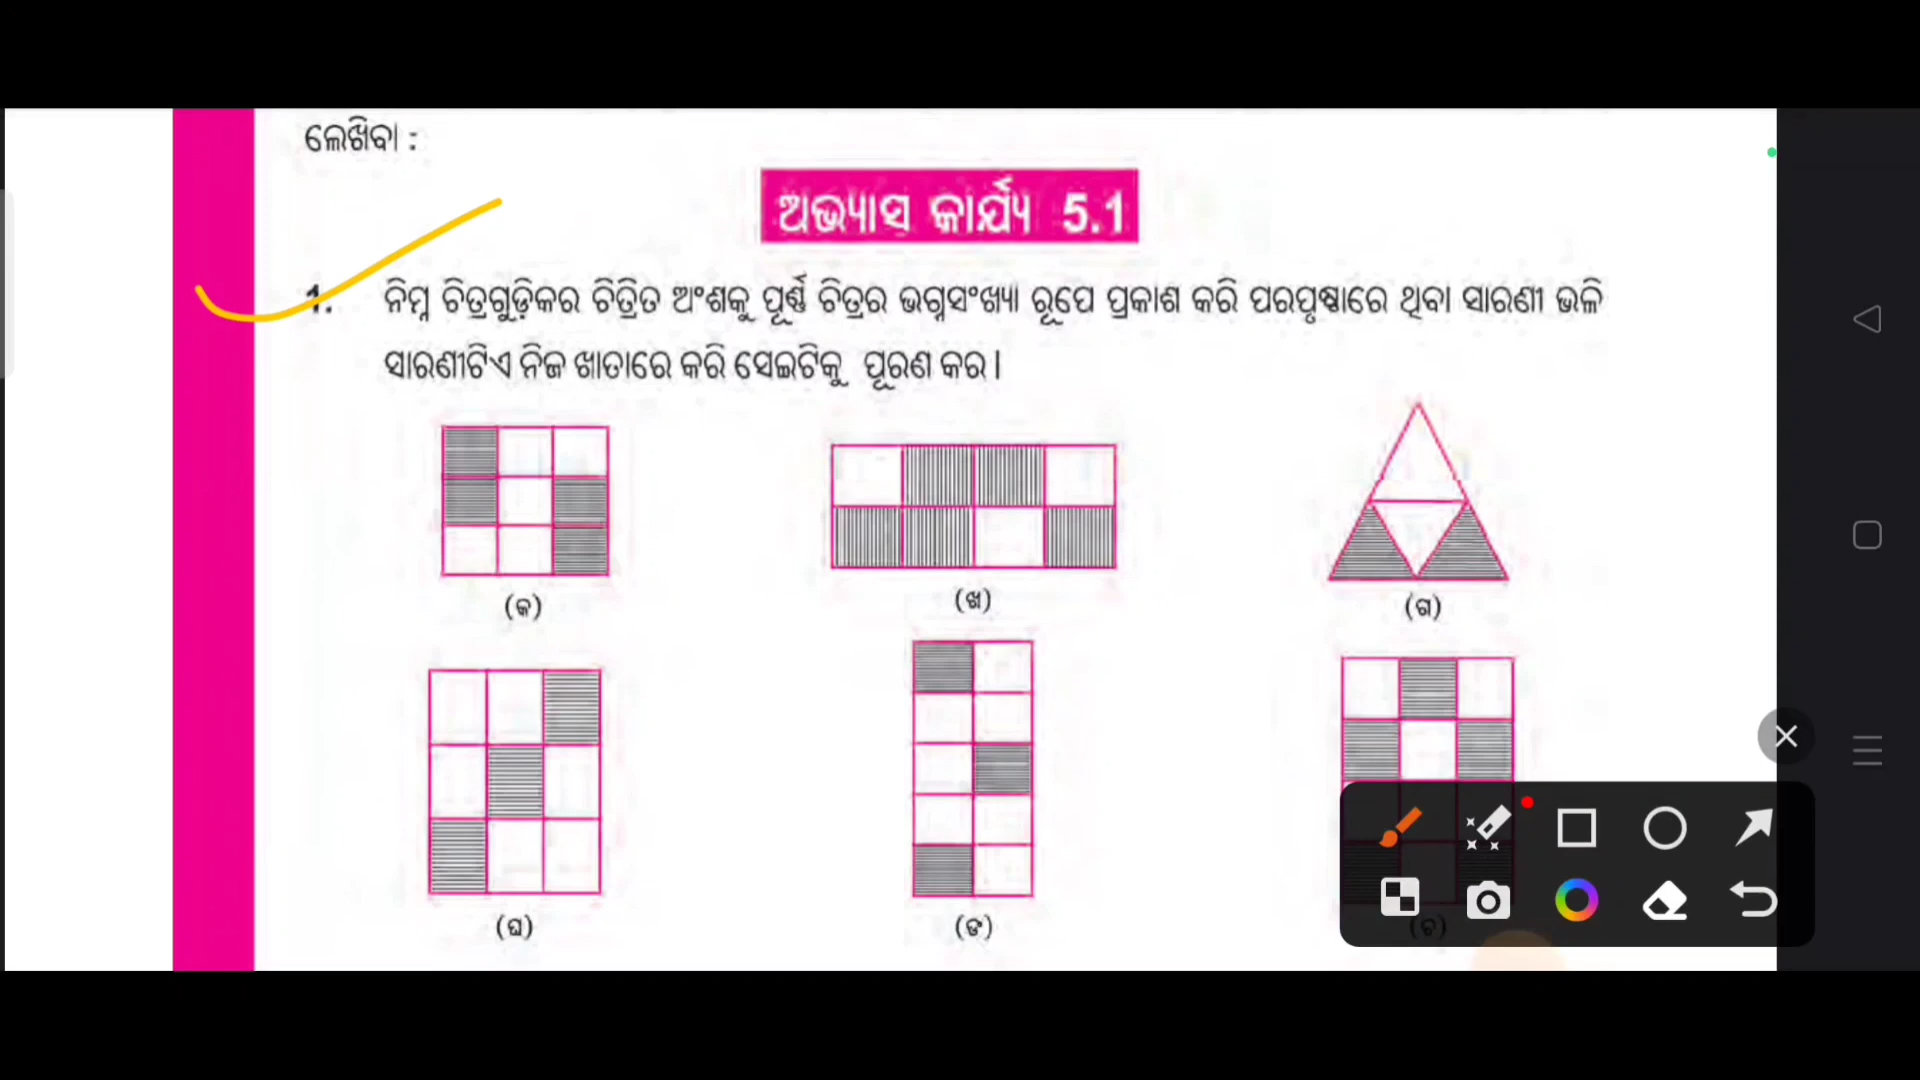 ଲେଖିବା :
ଅଭ୍ୟାସ କାର୍ଯ୍ୟ 5.1
1. ନିମ୍ନ ଚିତ୍ରଗୁଡ଼ିକର ଚିତ୍ରିତ ଅଂଶକୁ ପୂର୍ଣ୍ଣ ଚିତ୍ରର ଭଗ୍ନସଂଖ୍ୟା ରୂପେ ପ୍ରକାଶ କରି ପରପୃଷ୍ଠାରେ ଥିବା ସାରଣୀ ଭଳି
ସାରଣୀଟିଏ ନିଜ ଖାତାରେ କରି ସେଇଟିକୁ ପୂରଣ କର।
(କ) (ଖ) (ଗ)
(ଘ) (ଙ) (ଚ)